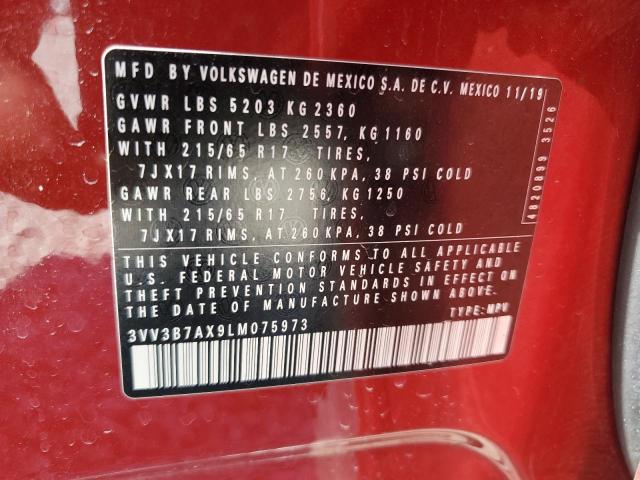 MFD BY VOLKSWAGEN DE MEXICO S.A. DE C.V. MEXICO 11/19
GVWR LBS 5203 KG 2360
GAWR FRONT LBS 2557, KG 1160
WITH 215/65 R17 TIRES,
7JX17 RIMS, AT 260 KPA, 38 PSI COLD
GAWR REAR LBS 2756, KG 1250
WITH 215/65 R17 TIRES,
7JX17 RIMS, AT 260 KPA, 38 PSI COLD
THIS VEHICLE CONFORMS TO ALL APPLICABLE
U.S. FEDERAL MOTOR VEHICLE SAFETY AND
THEFT PREVENTION STANDARDS IN EFFECT ON
THE DATE OF MANUFACTURE SHOWN ABOVE.
TYPE: MPV
3VV3B7AX9LM075973
4820899 3526